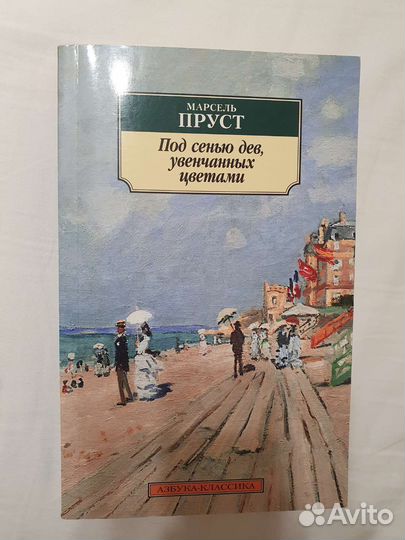 МАРСЕЛЬ
ПРУСТ
Под сенью дев,
увенчанных
цветами
АЗБУКА-КЛАССИКА
Avito